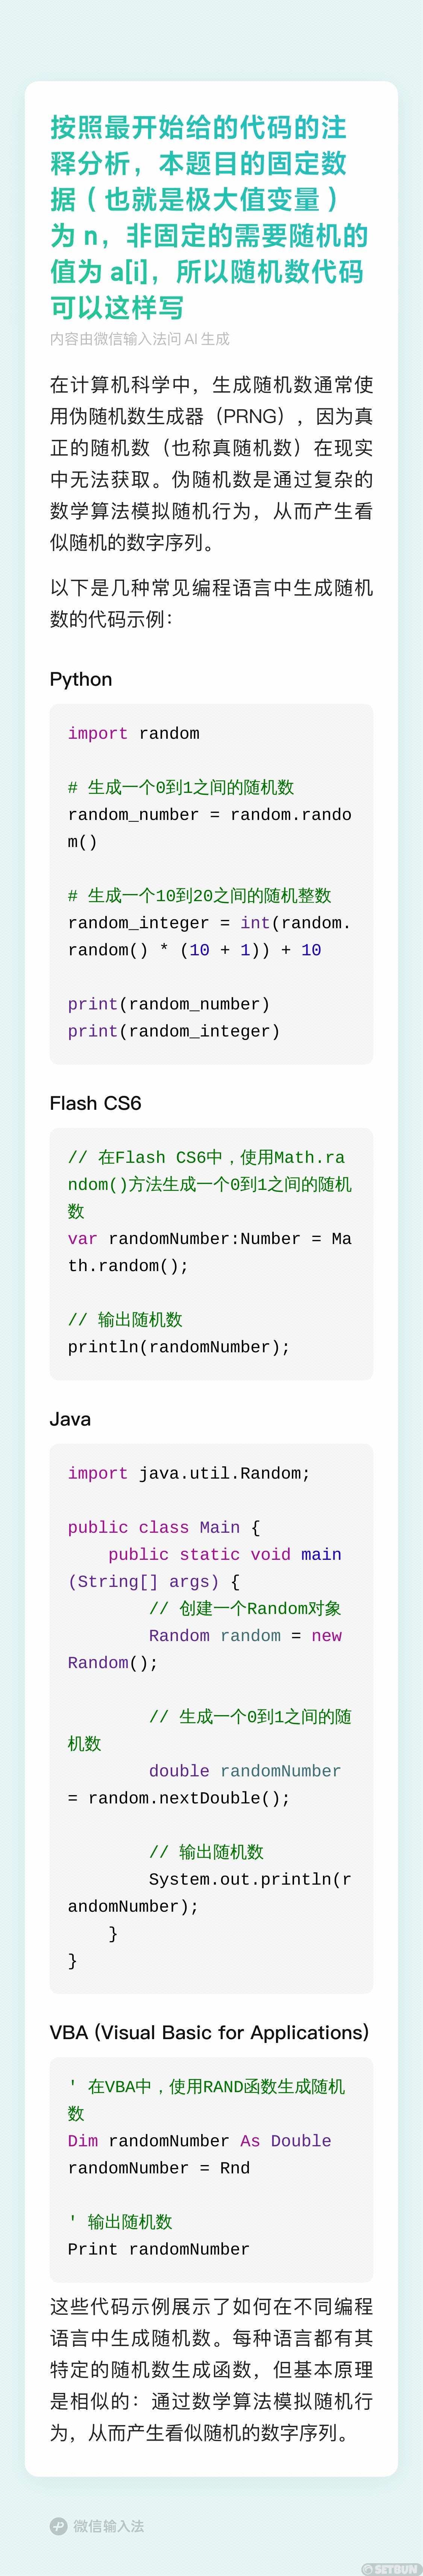 按照最开始给的代码的注
释分析，本题目的固定数
据（也就是极大值变量）
为 n，非固定的需要随机的
值为 a[i]，所以随机数代码
可以这样写
内容由微信输入法问 AI 生成
在计算机科学中，生成随机数通常使
用伪随机数生成器（PRNG），因为真
正的随机数（也称真随机数）在现实
中无法获取。伪随机数是通过复杂的
数学算法模拟随机行为，从而产生看
似随机的数字序列。
以下是几种常见编程语言中生成随机
数的代码示例：
Python
import random
# 生成一个0到1之间的随机数
random_number = random.rando
m()
# 生成一个10到20之间的随机整数
random_integer = int(random.
random() * (10 + 1)) + 10
print(random_number)
print(random_integer)
Flash CS6
// 在Flash CS6中，使用Math.ra
ndom()方法生成一个0到1之间的随机
数
var randomNumber:Number = Ma
th.random();
// 输出随机数
println(randomNumber);
Java
import java.util.Random;
public class Main {
public static void main
(String[] args) {
// 创建一个Random对象
Random random = new
Random();
// 生成一个0到1之间的随
机数
double randomNumber
= random.nextDouble();
// 输出随机数
System.out.println(r
andomNumber);
}
}
VBA (Visual Basic for Applications)
' 在VBA中，使用RAND函数生成随机
数
Dim randomNumber As Double
randomNumber = Rnd
' 输出随机数
Print randomNumber
这些代码示例展示了如何在不同编程
语言中生成随机数。每种语言都有其
特定的随机数生成函数，但基本原理
是相似的：通过数学算法模拟随机行
为，从而产生看似随机的数字序列。
微信输入法
SETBUN